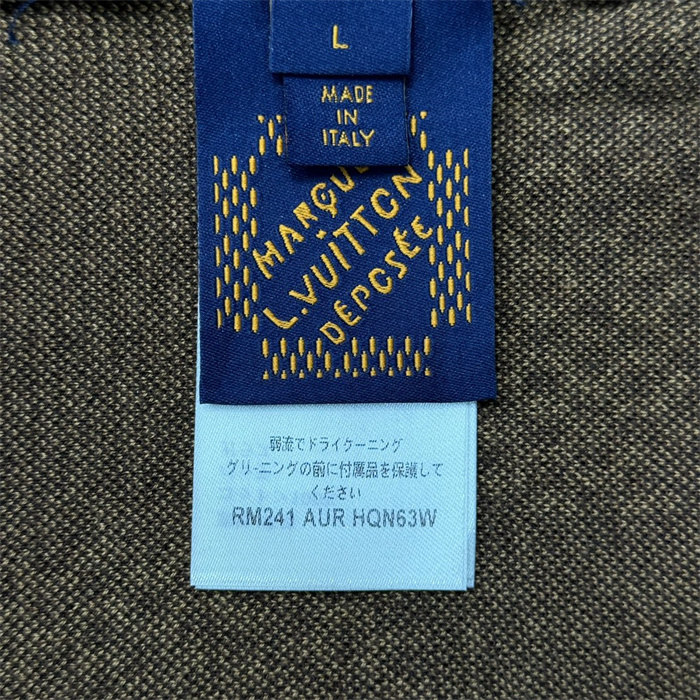 L
MADE
IN
ITALY
MARQUE
L.VUITTON
DÉPOSÉE
弱流でドライケーニング
グリ-ニングの前に付属品を保護して
ください
RM241 AUR HQN63W